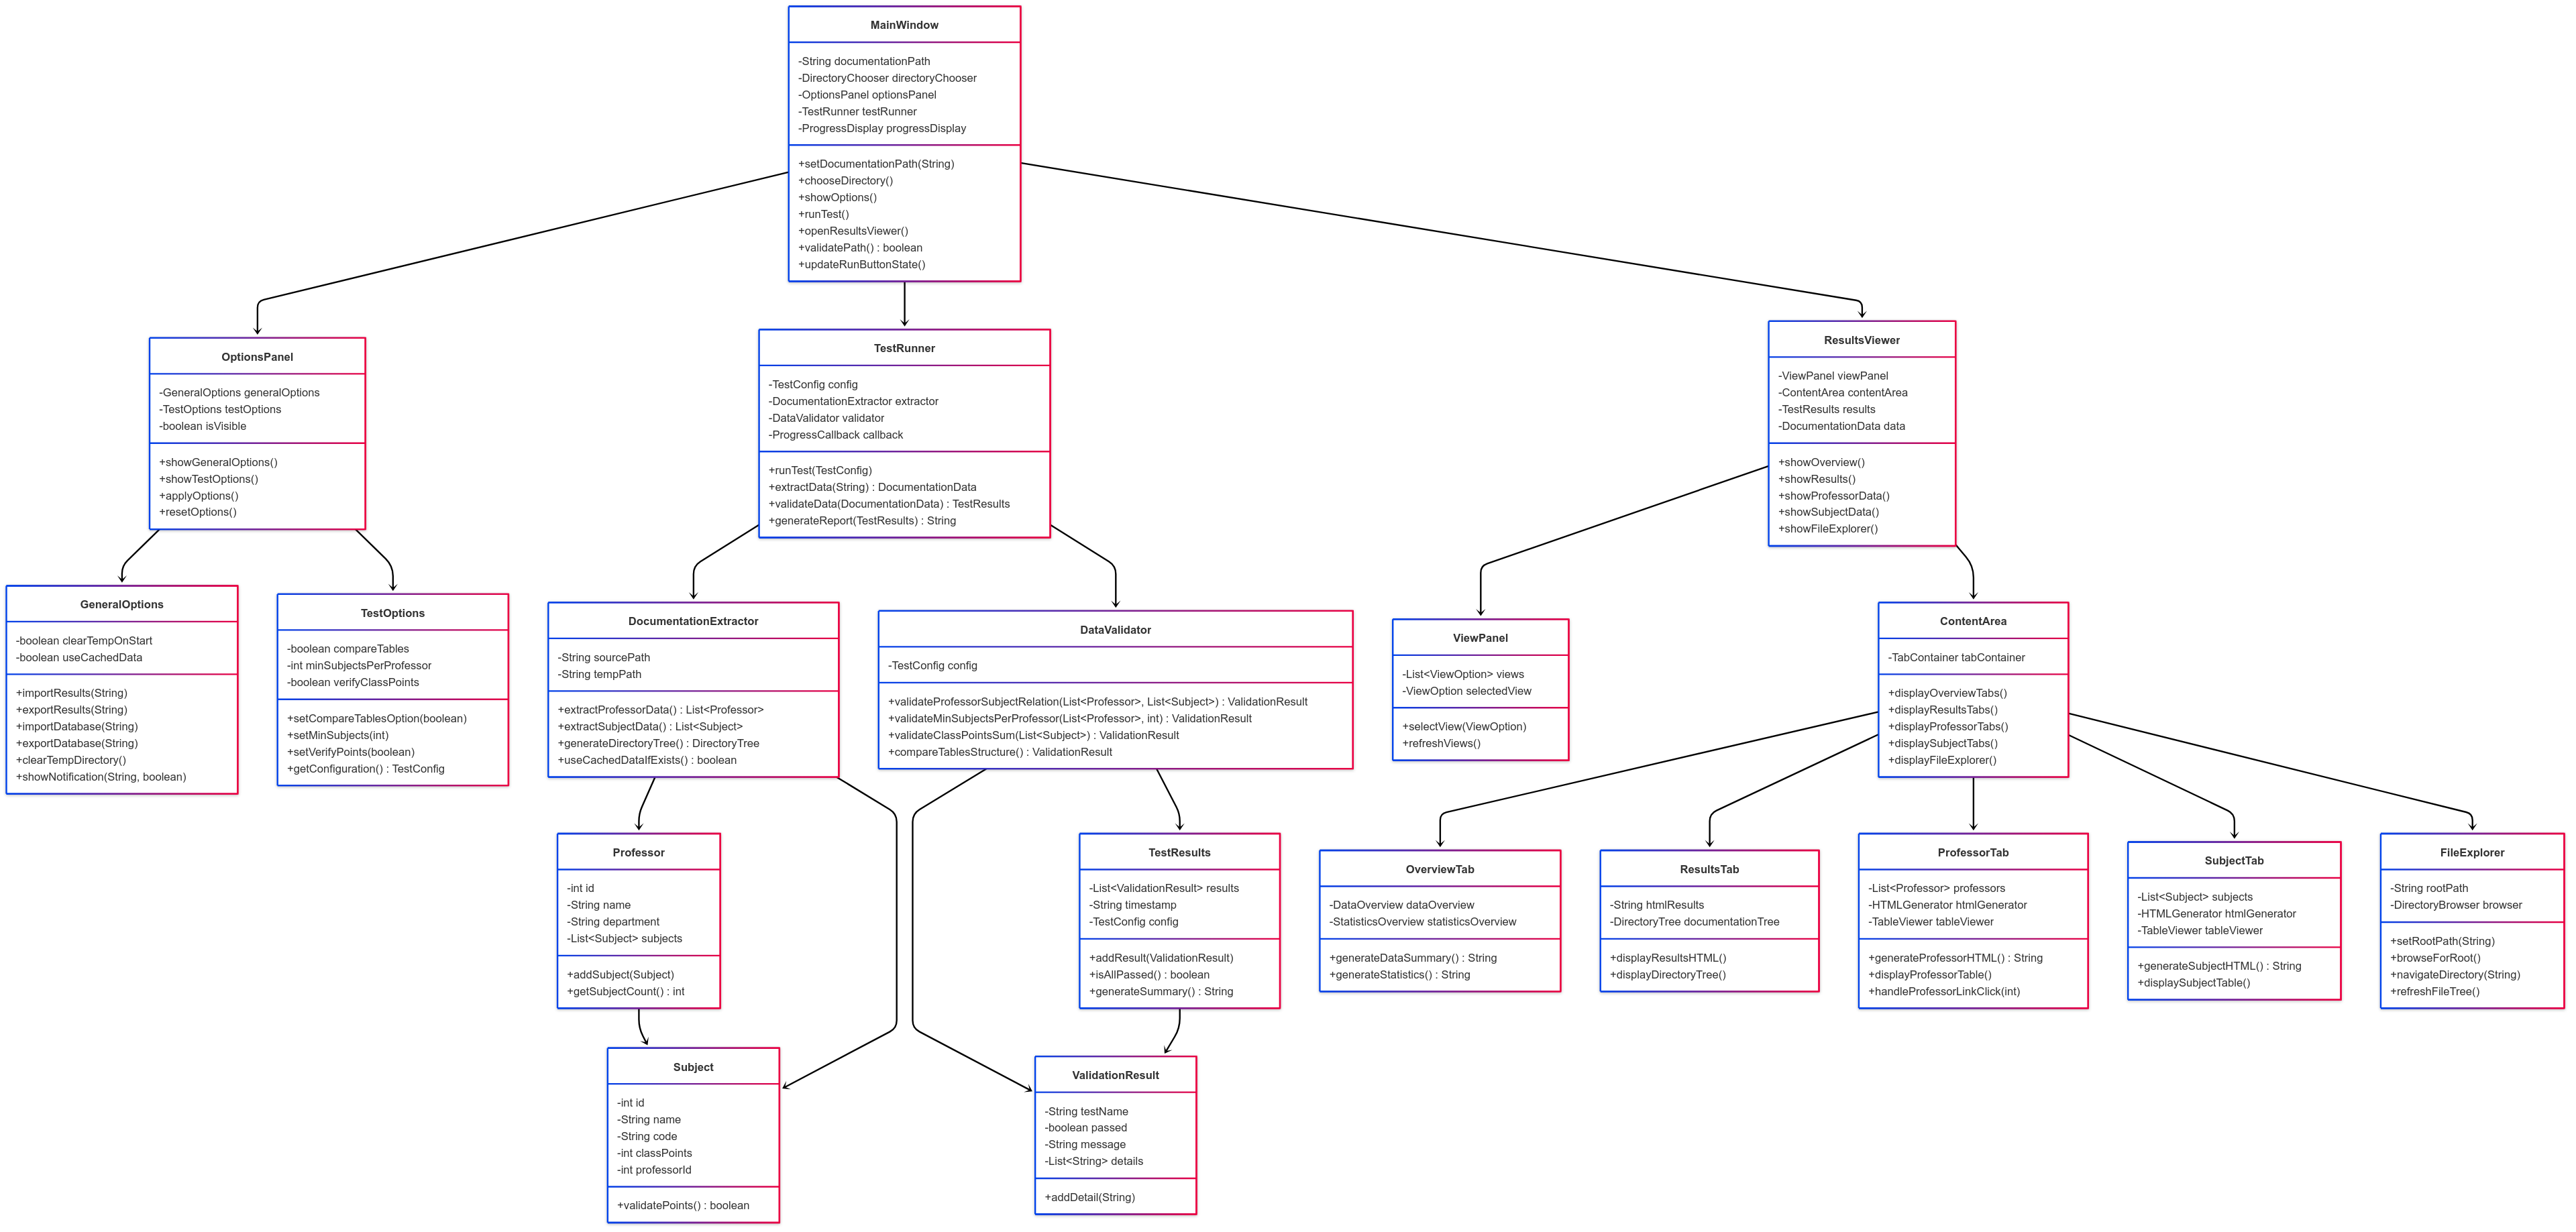 MainWindow
-String documentationPath
-DirectoryChooser directoryChooser
-OptionsPanel optionsPanel
-TestRunner testRunner
-ProgressDisplay progressDisplay
+setDocumentationPath(String)
+chooseDirectory()
+showOptions()
+runTest()
+openResultsViewer()
+validatePath() : boolean
+updateRunButtonState()
OptionsPanel
-GeneralOptions generalOptions
-TestOptions testOptions
-boolean isVisible
+showGeneralOptions()
+showTestOptions()
+applyOptions()
+resetOptions()
TestRunner
-TestConfig config
-DocumentationExtractor extractor
-DataValidator validator
-ProgressCallback callback
+runTest(TestConfig)
+extractData(String) : DocumentationData
+validateData(DocumentationData) : TestResults
+generateReport(TestResults) : String
ResultsViewer
-ViewPanel viewPanel
-ContentArea contentArea
-TestResults results
-DocumentationData data
+showOverview()
+showResults()
+showProfessorData()
+showSubjectData()
+showFileExplorer()
GeneralOptions
-boolean clearTempOnStart
-boolean useCachedData
+importResults(String)
+exportResults(String)
+importDatabase(String)
+exportDatabase(String)
+clearTempDirectory()
+showNotification(String, boolean)
TestOptions
-boolean compareTables
-int minSubjectsPerProfessor
-boolean verifyClassPoints
+setCompareTablesOption(boolean)
+setMinSubjects(int)
+setVerifyPoints(boolean)
+getConfiguration() : TestConfig
DocumentationExtractor
-String sourcePath
-String tempPath
+extractProfessorData() : List<Professor>
+extractSubjectData() : List<Subject>
+generateDirectoryTree() : DirectoryTree
+useCachedDataIfExists() : boolean
DataValidator
-TestConfig config
+validateProfessorSubjectRelation(List<Professor>, List<Subject>) : ValidationResult
+validateMinSubjectsPerProfessor(List<Professor>, int) : ValidationResult
+validateClassPointsSum(List<Subject>) : ValidationResult
+compareTablesStructure() : ValidationResult
ViewPanel
-List<ViewOption> views
-ViewOption selectedView
+selectView(ViewOption)
+refreshViews()
ContentArea
-TabContainer tabContainer
+displayOverviewTabs()
+displayResultsTabs()
+displayProfessorTabs()
+displaySubjectTabs()
+displayFileExplorer()
Professor
-int id
-String name
-String department
-List<Subject> subjects
+addSubject(Subject)
+getSubjectCount() : int
TestResults
-List<ValidationResult> results
-String timestamp
-TestConfig config
+addResult(ValidationResult)
+isAllPassed() : boolean
+generateSummary() : String
OverviewTab
-DataOverview dataOverview
-StatisticsOverview statisticsOverview
+generateDataSummary() : String
+generateStatistics() : String
ResultsTab
-String htmlResults
-DirectoryTree documentationTree
+displayResultsHTML()
+displayDirectoryTree()
ProfessorTab
-List<Professor> professors
-HTMLGenerator htmlGenerator
-TableViewer tableViewer
+generateProfessorHTML() : String
+displayProfessorTable()
+handleProfessorLinkClick(int)
SubjectTab
-List<Subject> subjects
-HTMLGenerator htmlGenerator
-TableViewer tableViewer
+generateSubjectHTML() : String
+displaySubjectTable()
FileExplorer
-String rootPath
-DirectoryBrowser browser
+setRootPath(String)
+browseForRoot()
+navigateDirectory(String)
+refreshFileTree()
Subject
-int id
-String name
-String code
-int classPoints
-int professorId
+validatePoints() : boolean
ValidationResult
-String testName
-boolean passed
-String message
-List<String> details
+addDetail(String)